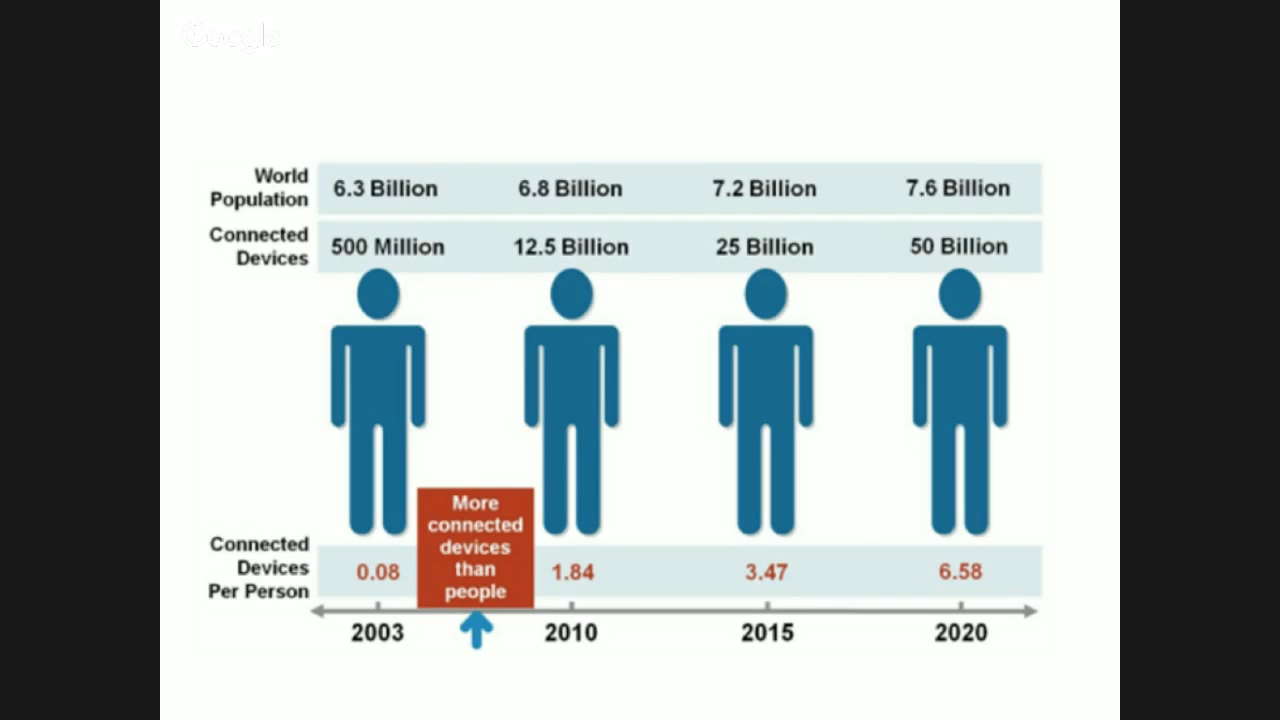 Google
World
Population
6.3 Billion 6.8 Billion 7.2 Billion 7.6 Billion
Connected
Devices
500 Million 12.5 Billion 25 Billion 50 Billion
More
connected
devices
than
people
Connected
Devices
Per Person
0.08 1.84 3.47 6.58
2003 2010 2015 2020